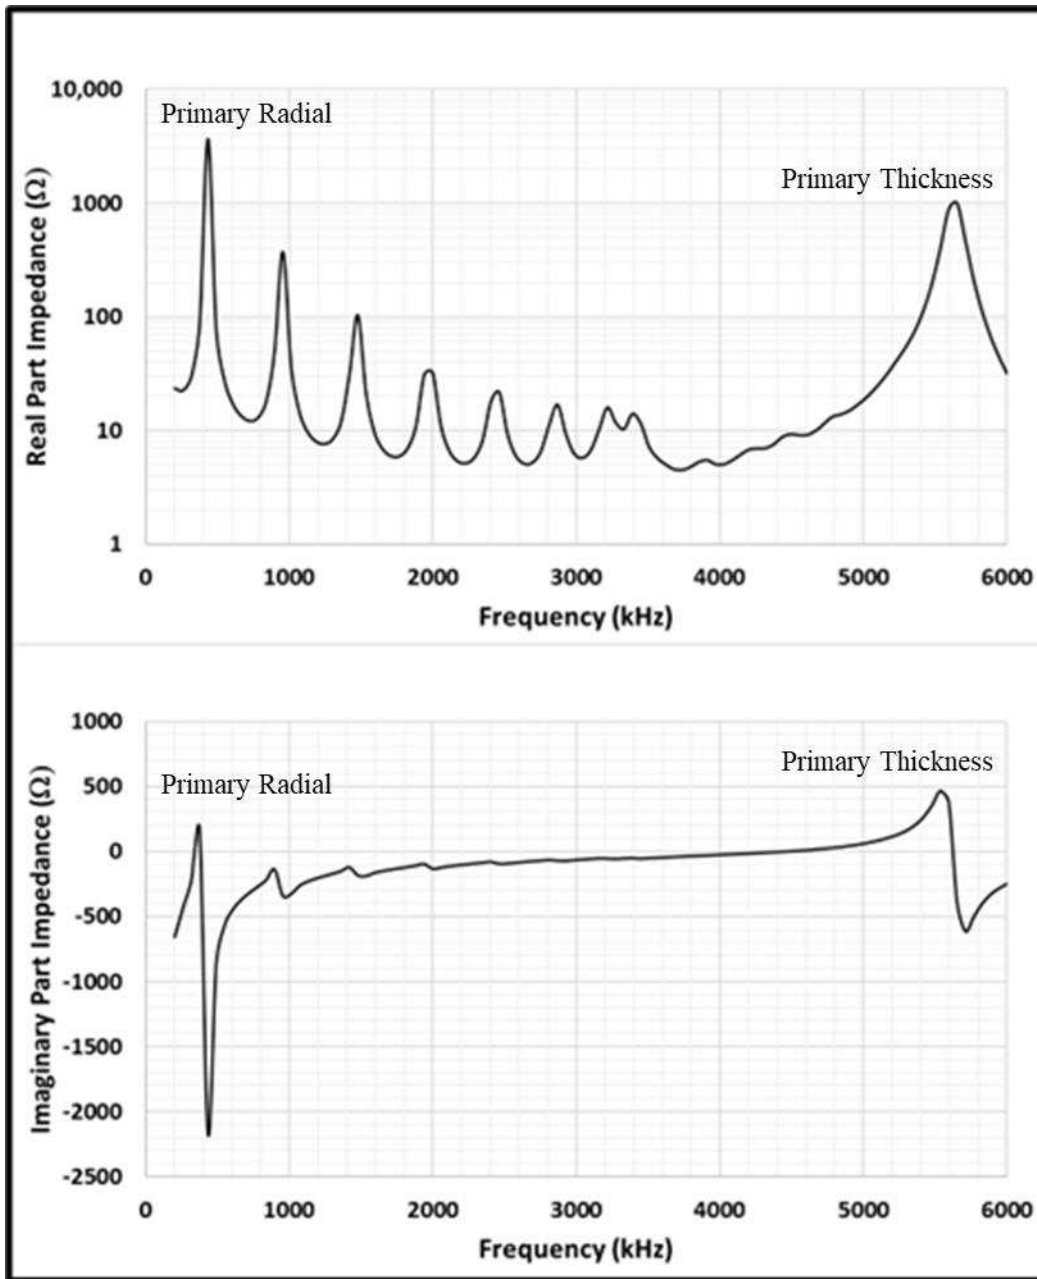 10,000
Primary Radial
Primary Thickness
1000
100
10
1
Real Part Impedance (Ω)
0 1000 2000 3000 4000 5000 6000
Frequency (kHz)
1000
Primary Thickness
Primary Radial
500
0
-500
-1000
-1500
-2000
-2500
Imaginary Part Impedance (Ω)
0 1000 2000 3000 4000 5000 6000
Frequency (kHz)